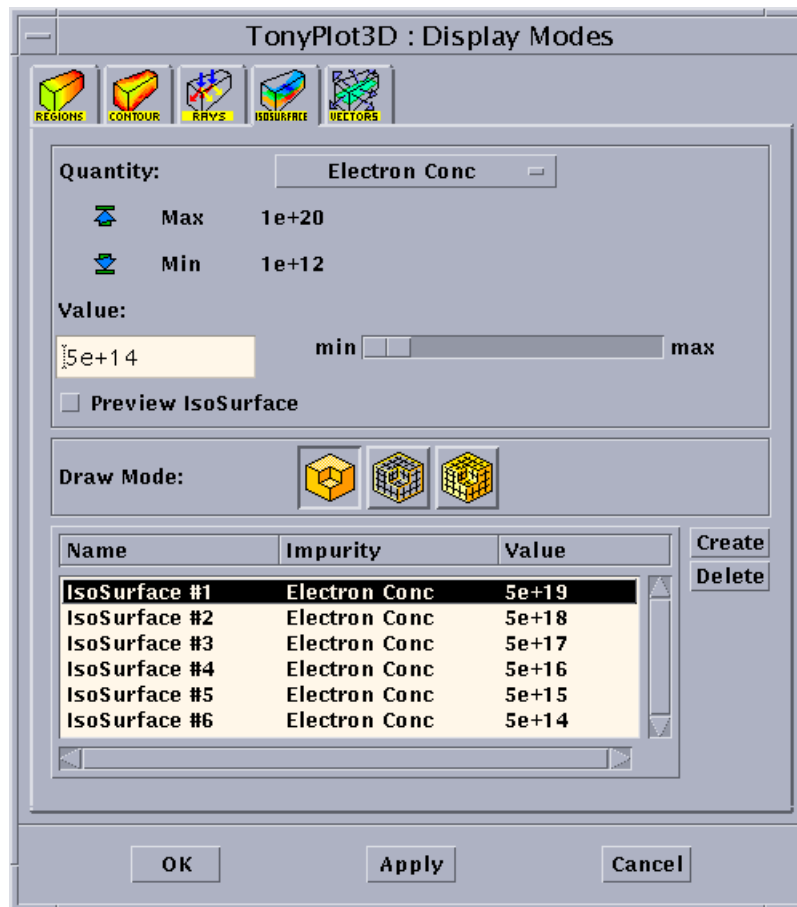 TonyPlot3D : Display Modes
REGIONS CONTOUR RAYS ISOSURFACE VECTORS
Quantity: Electron Conc
Max 1e+20
Min 1e+12
Value:
5e+14 min max
Preview IsoSurface
Draw Mode:
Name Impurity Value Create
Delete
IsoSurface #1 Electron Conc 5e+19
IsoSurface #2 Electron Conc 5e+18
IsoSurface #3 Electron Conc 5e+17
IsoSurface #4 Electron Conc 5e+16
IsoSurface #5 Electron Conc 5e+15
IsoSurface #6 Electron Conc 5e+14
OK Apply Cancel